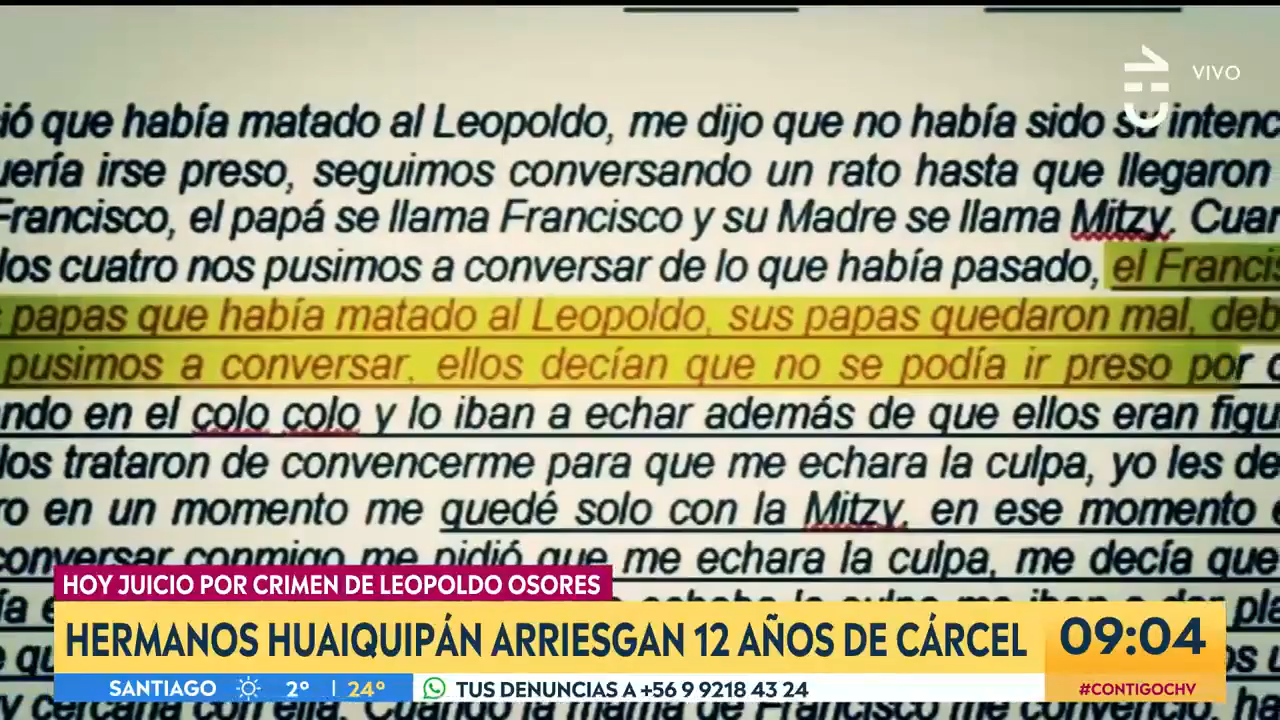 VIVO
ió que había matado al Leopoldo, me dijo que no había sido su intenc
uería irse preso, seguimos conversando un rato hasta que llegaron
Francisco, el papá se llama Francisco y su Madre se llama Mitzy. Cuan
los cuatro nos pusimos a conversar de lo que había pasado, el Francis
papas que había matado al Leopoldo, sus papas quedaron mal, deb
pusimos a conversar, ellos decían que no se podía ir preso por
ndo en el colo colo y lo iban a echar además de que ellos eran figu
los trataron de convencerme para que me echara la culpa, yo les de
ro en un momento me quedé solo con la Mitzy, en ese momento
conversar conmigo me pidió que me echara la culpa, me decía que
HOY JUICIO POR CRIMEN DE LEOPOLDO OSORES
HERMANOS HUAIQUIPÁN ARRIESGAN 12 AÑOS DE CÁRCEL
09:04
SANTIAGO 2° 24° TUS DENUNCIAS A +56 9 9218 43 24
#CONTIGOCHV